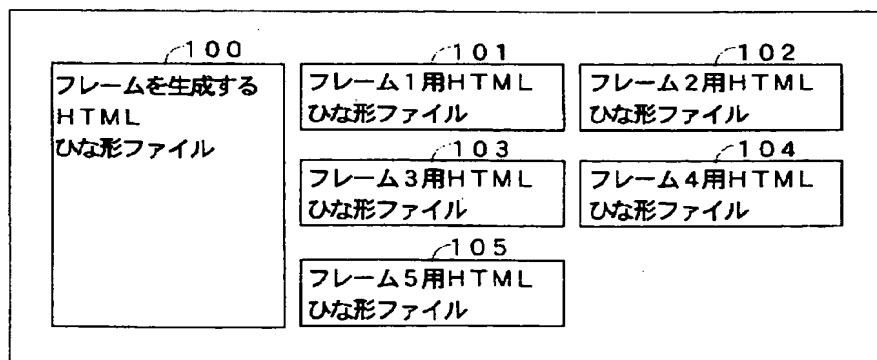 100
フレームを生成する
HTML
ひな形ファイル
101
フレーム1用HTML
ひな形ファイル
102
フレーム2用HTML
ひな形ファイル
103
フレーム3用HTML
ひな形ファイル
104
フレーム4用HTML
ひな形ファイル
105
フレーム5用HTML
ひな形ファイル